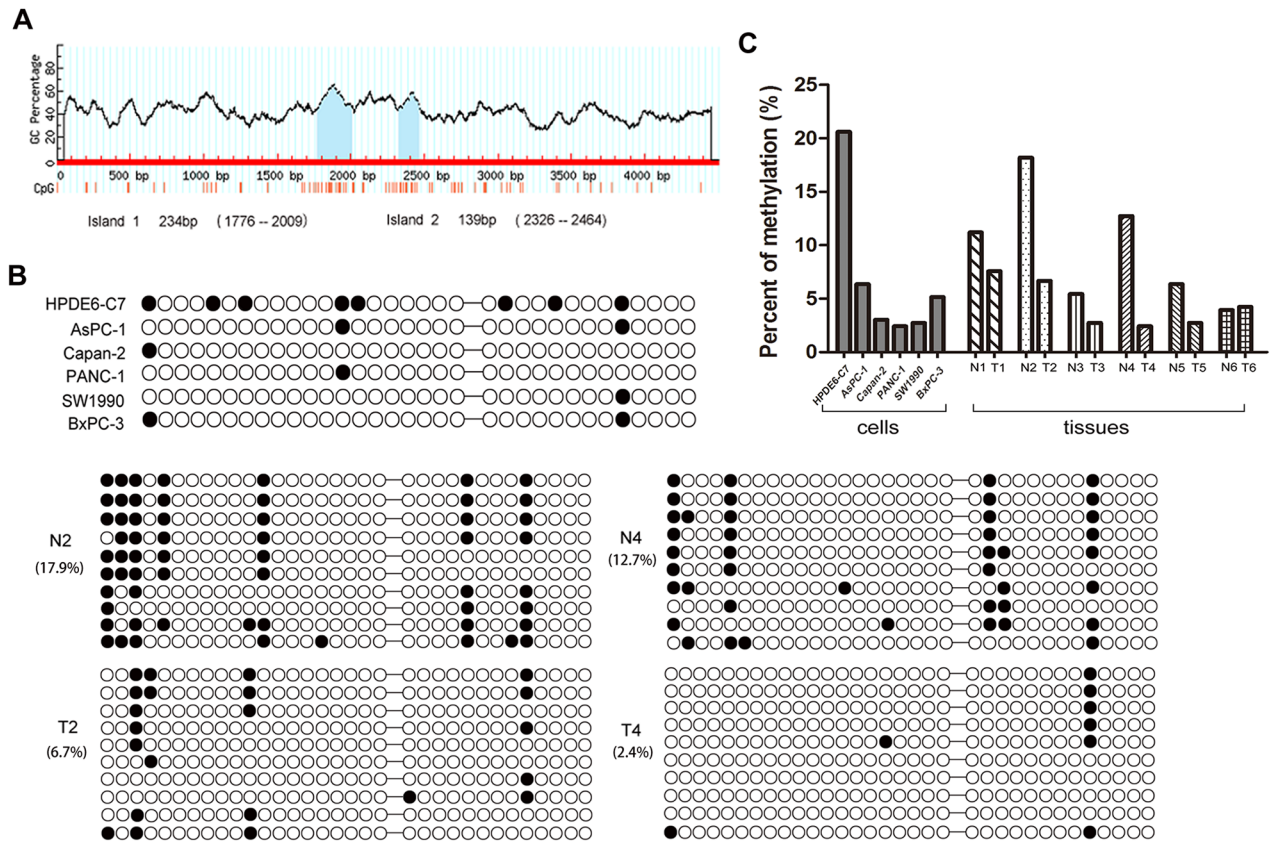 A
GC Percentage
0 20 40 60 80
0 500 bp 1000 bp 1500 bp 2000 bp 2500 bp 3000 bp 3500 bp 4000 bp
CpG
Island 1 234bp (1776 -- 2009) Island 2 139bp (2326 -- 2464)
B
HPDE6-C7
AsPC-1
Capan-2
PANC-1
SW1990
BxPC-3
N2
(17.9%)
T2
(6.7%)
N4
(12.7%)
T4
(2.4%)
C
Percent of methylation (%)
25
20
15
10
5
0
HPDE6-C7 AsPC-1 Capan-2 PANC-1 SW1990 BxPC-3 N1 T1 N2 T2 N3 T3 N4 T4 N5 T5 N6 T6
cells tissues